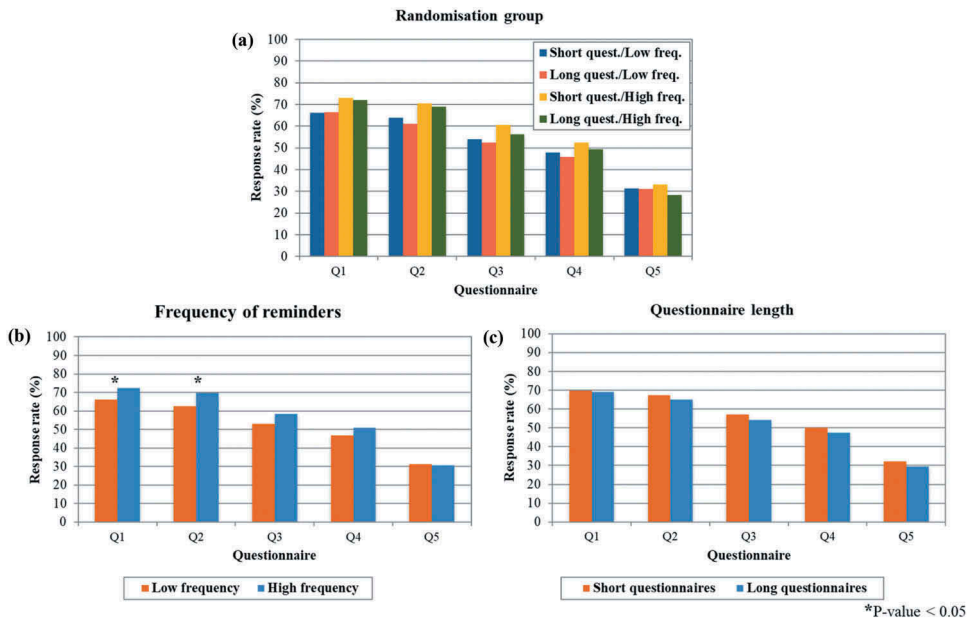 Randomisation group
(a)
Response rate (%)
100
90
80
70
60
50
40
30
20
10
0
Short quest./Low freq.
Long quest./Low freq.
Short quest./High freq.
Long quest./High freq.
Q1 Q2 Q3 Q4 Q5
Questionnaire
Frequency of reminders
(b)
Response rate (%)
100
90
80
70
60
50
40
30
20
10
0
* *
Q1 Q2 Q3 Q4 Q5
Questionnaire
Low frequency High frequency
Questionnaire length
(c)
Response rate (%)
100
90
80
70
60
50
40
30
20
10
0
Q1 Q2 Q3 Q4 Q5
Questionnaire
Short questionnaires Long questionnaires
*P-value < 0.05